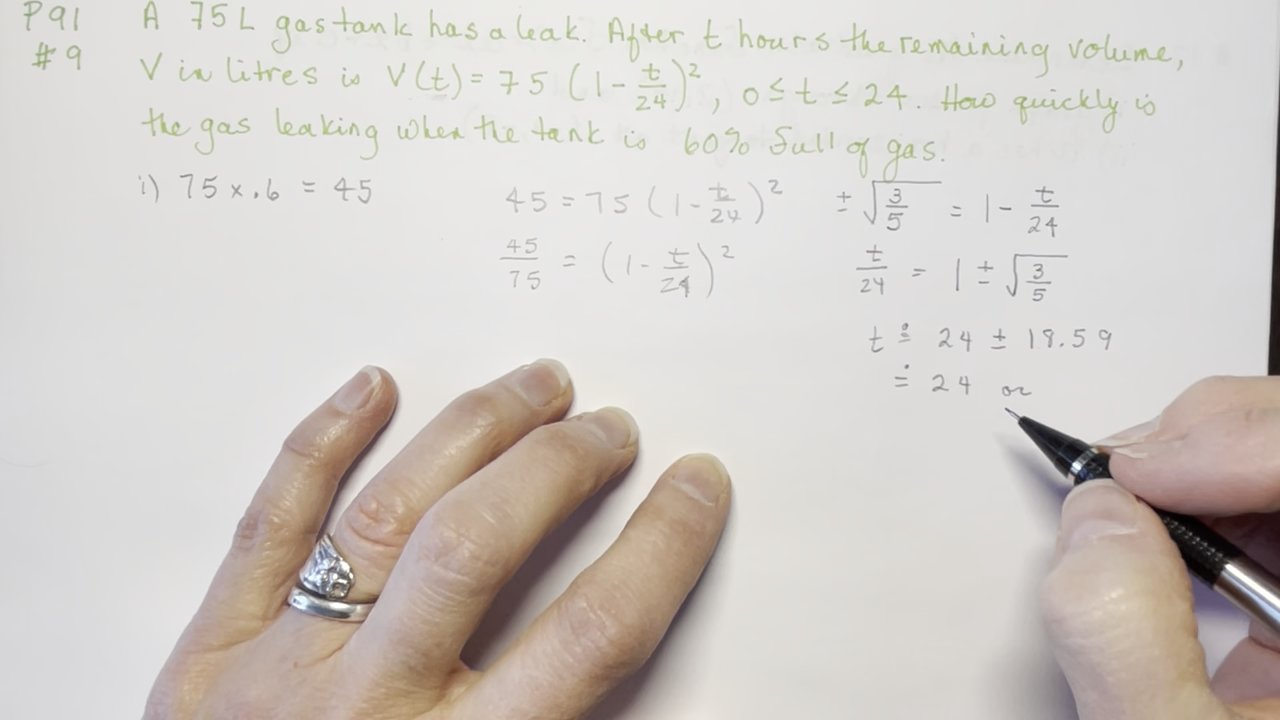 P91 A 75L gas tank has a leak. After t hours the remaining volume,
#9 V in litres is V(t) = 75 (1 - t/24)², 0 ≤ t ≤ 24. How quickly is
the gas leaking when the tank is 60% full of gas.
i) 75 x .6 = 45
45 = 75 (1 - t/24)²
45/75 = (1 - t/24)²
± √(3/5) = 1 - t/24
t/24 = 1 ± √(3/5)
t ≐ 24 ± 18.59
≐ 24 or